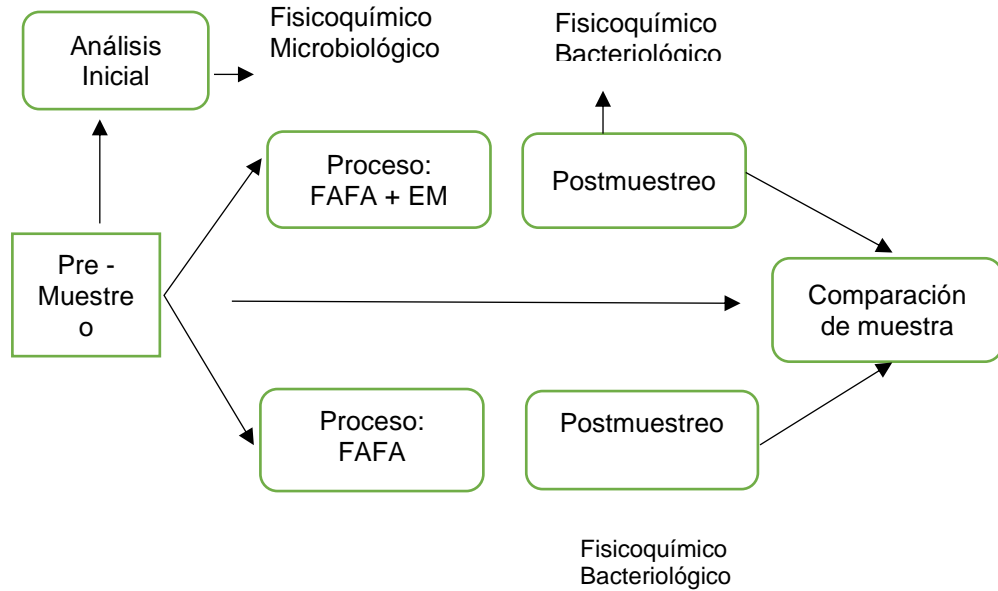 Análisis
Inicial
Fisicoquímico
Microbiológico
Fisicoquímico
Bacteriológico
Proceso:
FAFA + EM
Postmuestreo
Pre -
Muestre
o
Comparación
de muestra
Proceso:
FAFA
Postmuestreo
Fisicoquímico
Bacteriológico